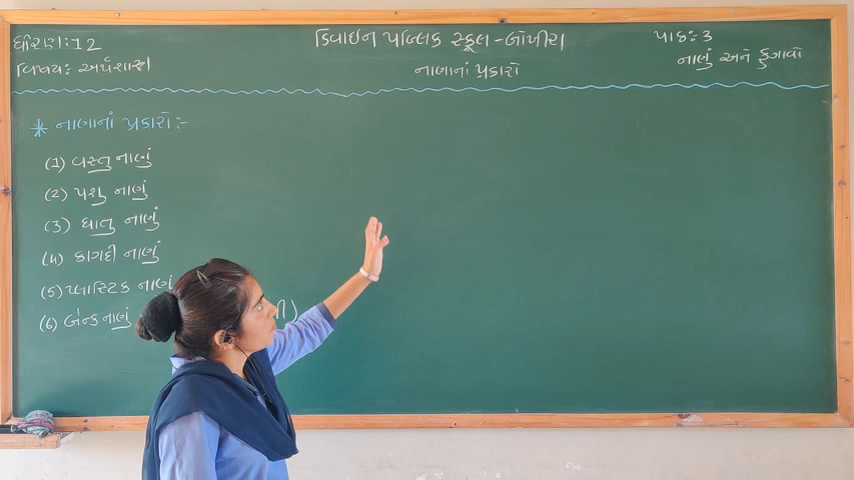 ધોરણ: 12
ડિવાઇન પબ્લિક સ્કૂલ - લોખીરા
પાઠ: 3
વિષય: અર્થશાસ્ત્ર
નાણાનાં પ્રકારો
નાણું અને ફુગાવો
* નાણાનાં પ્રકારો :-
(1) વસ્તુ નાણું
(2) પશુ નાણું
(3) ધાતુ નાણું
(4) કાગદી નાણું
(5) પ્લાસ્ટિક નાણું
(6) બૅન્ક નાણું